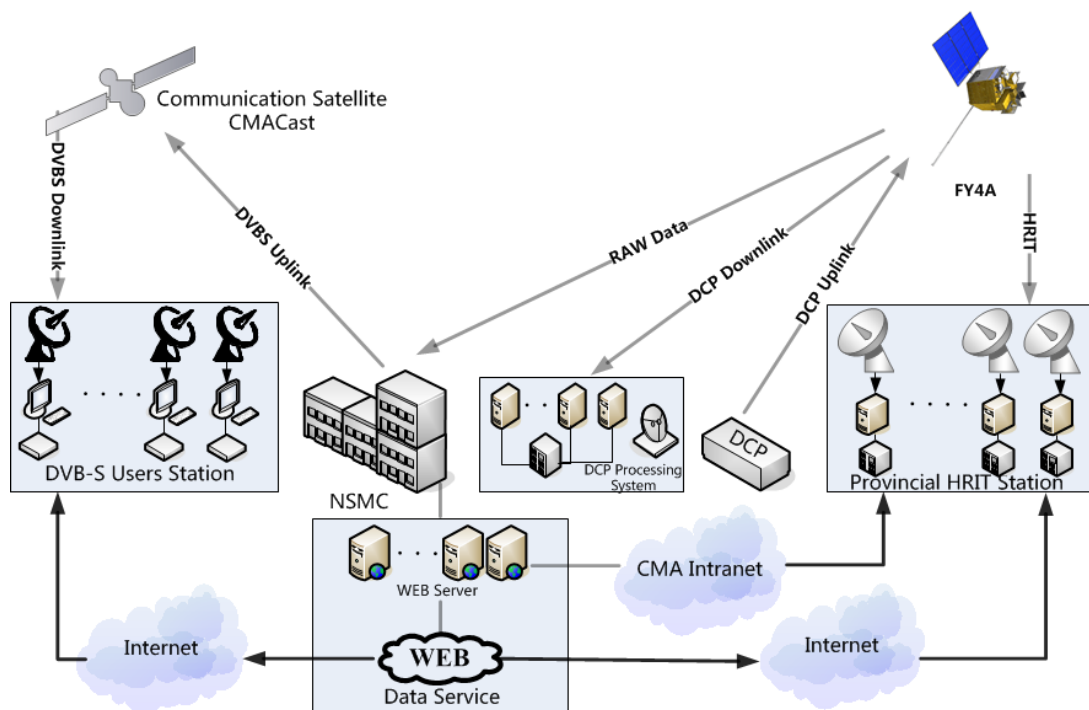 Communication Satellite
CMACast
DVBS Downlink
DVBS Uplink
RAW Data
DCP Downlink
DCP Uplink
FY4A
HRIT
DVB-S Users Station
NSMC
DCP Processing
System
DCP
Provincial HRIT Station
WEB Server
CMA Intranet
Internet
WEB
Data Service
Internet